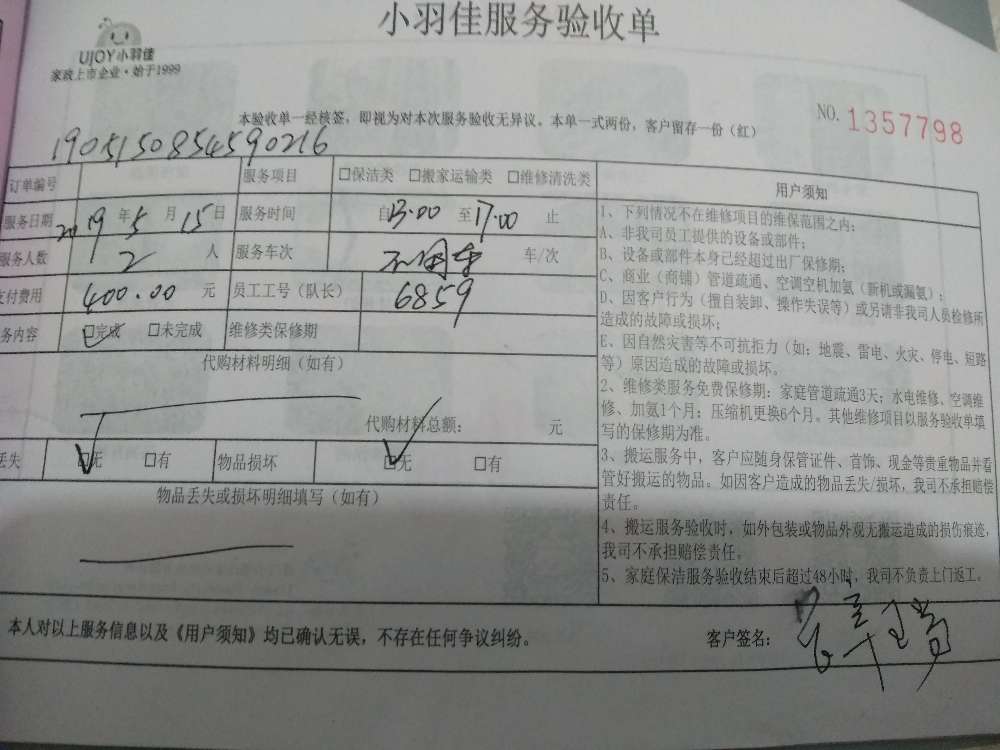 小羽佳服务验收单
UJOY小羽佳
家政上市企业·始于1999
本验收单一经核签，即视为对本次服务验收无异议。本单一式两份，客户留存一份（红）
NO. 1357798
190515085459 0216
订单编号 服务项目 □保洁类 □搬家运输类 □维修清洗类
服务日期 2019年5月15日 服务时间 自13:00至17:00止
服务人数 2人 服务车次 不用车 车/次
支付费用 400.00元 员工工号（队长） 6859
务内容 ☑完成 □未完成 维修类保修期
代购材料明细（如有）
代购材料总额： 元
丢失 ☑无 □有 物品损坏 ☑无 □有
物品丢失或损坏明细填写（如有）
用户须知
1、下列情况不在维修项目的维保范围之内；
A、非我司员工提供的设备或部件；
B、设备或部件本身已经超过出厂保修期；
C、商业（商铺）管道疏通、空调空机加氨（新机或漏氨）；
D、因客户行为（擅自装卸、操作失误等）或另请非我司人员检修所
造成的故障或损坏；
E、因自然灾害等不可抗拒力（如：地震、雷电、火灾、停电、短路
等）原因造成的故障或损坏。
2、维修类服务免费保修期：家庭管道疏通3天；水电维修、空调维
修、加氨1个月；压缩机更换6个月。其他维修项目以服务验收单填
写的保修期为准。
3、搬运服务中，客户应随身保管证件、首饰、现金等贵重物品并看
管好搬运的物品。如因客户造成的物品丢失/损坏，我司不承担赔偿
责任。
4、搬运服务验收时，如外包装或物品外观无搬运造成的损伤痕迹，
我司不承担赔偿责任。
5、家庭保洁服务验收结束后超过48小时，我司不负责上门返工。
本人对以上服务信息以及《用户须知》均已确认无误，不存在任何争议纠纷。
客户签名：